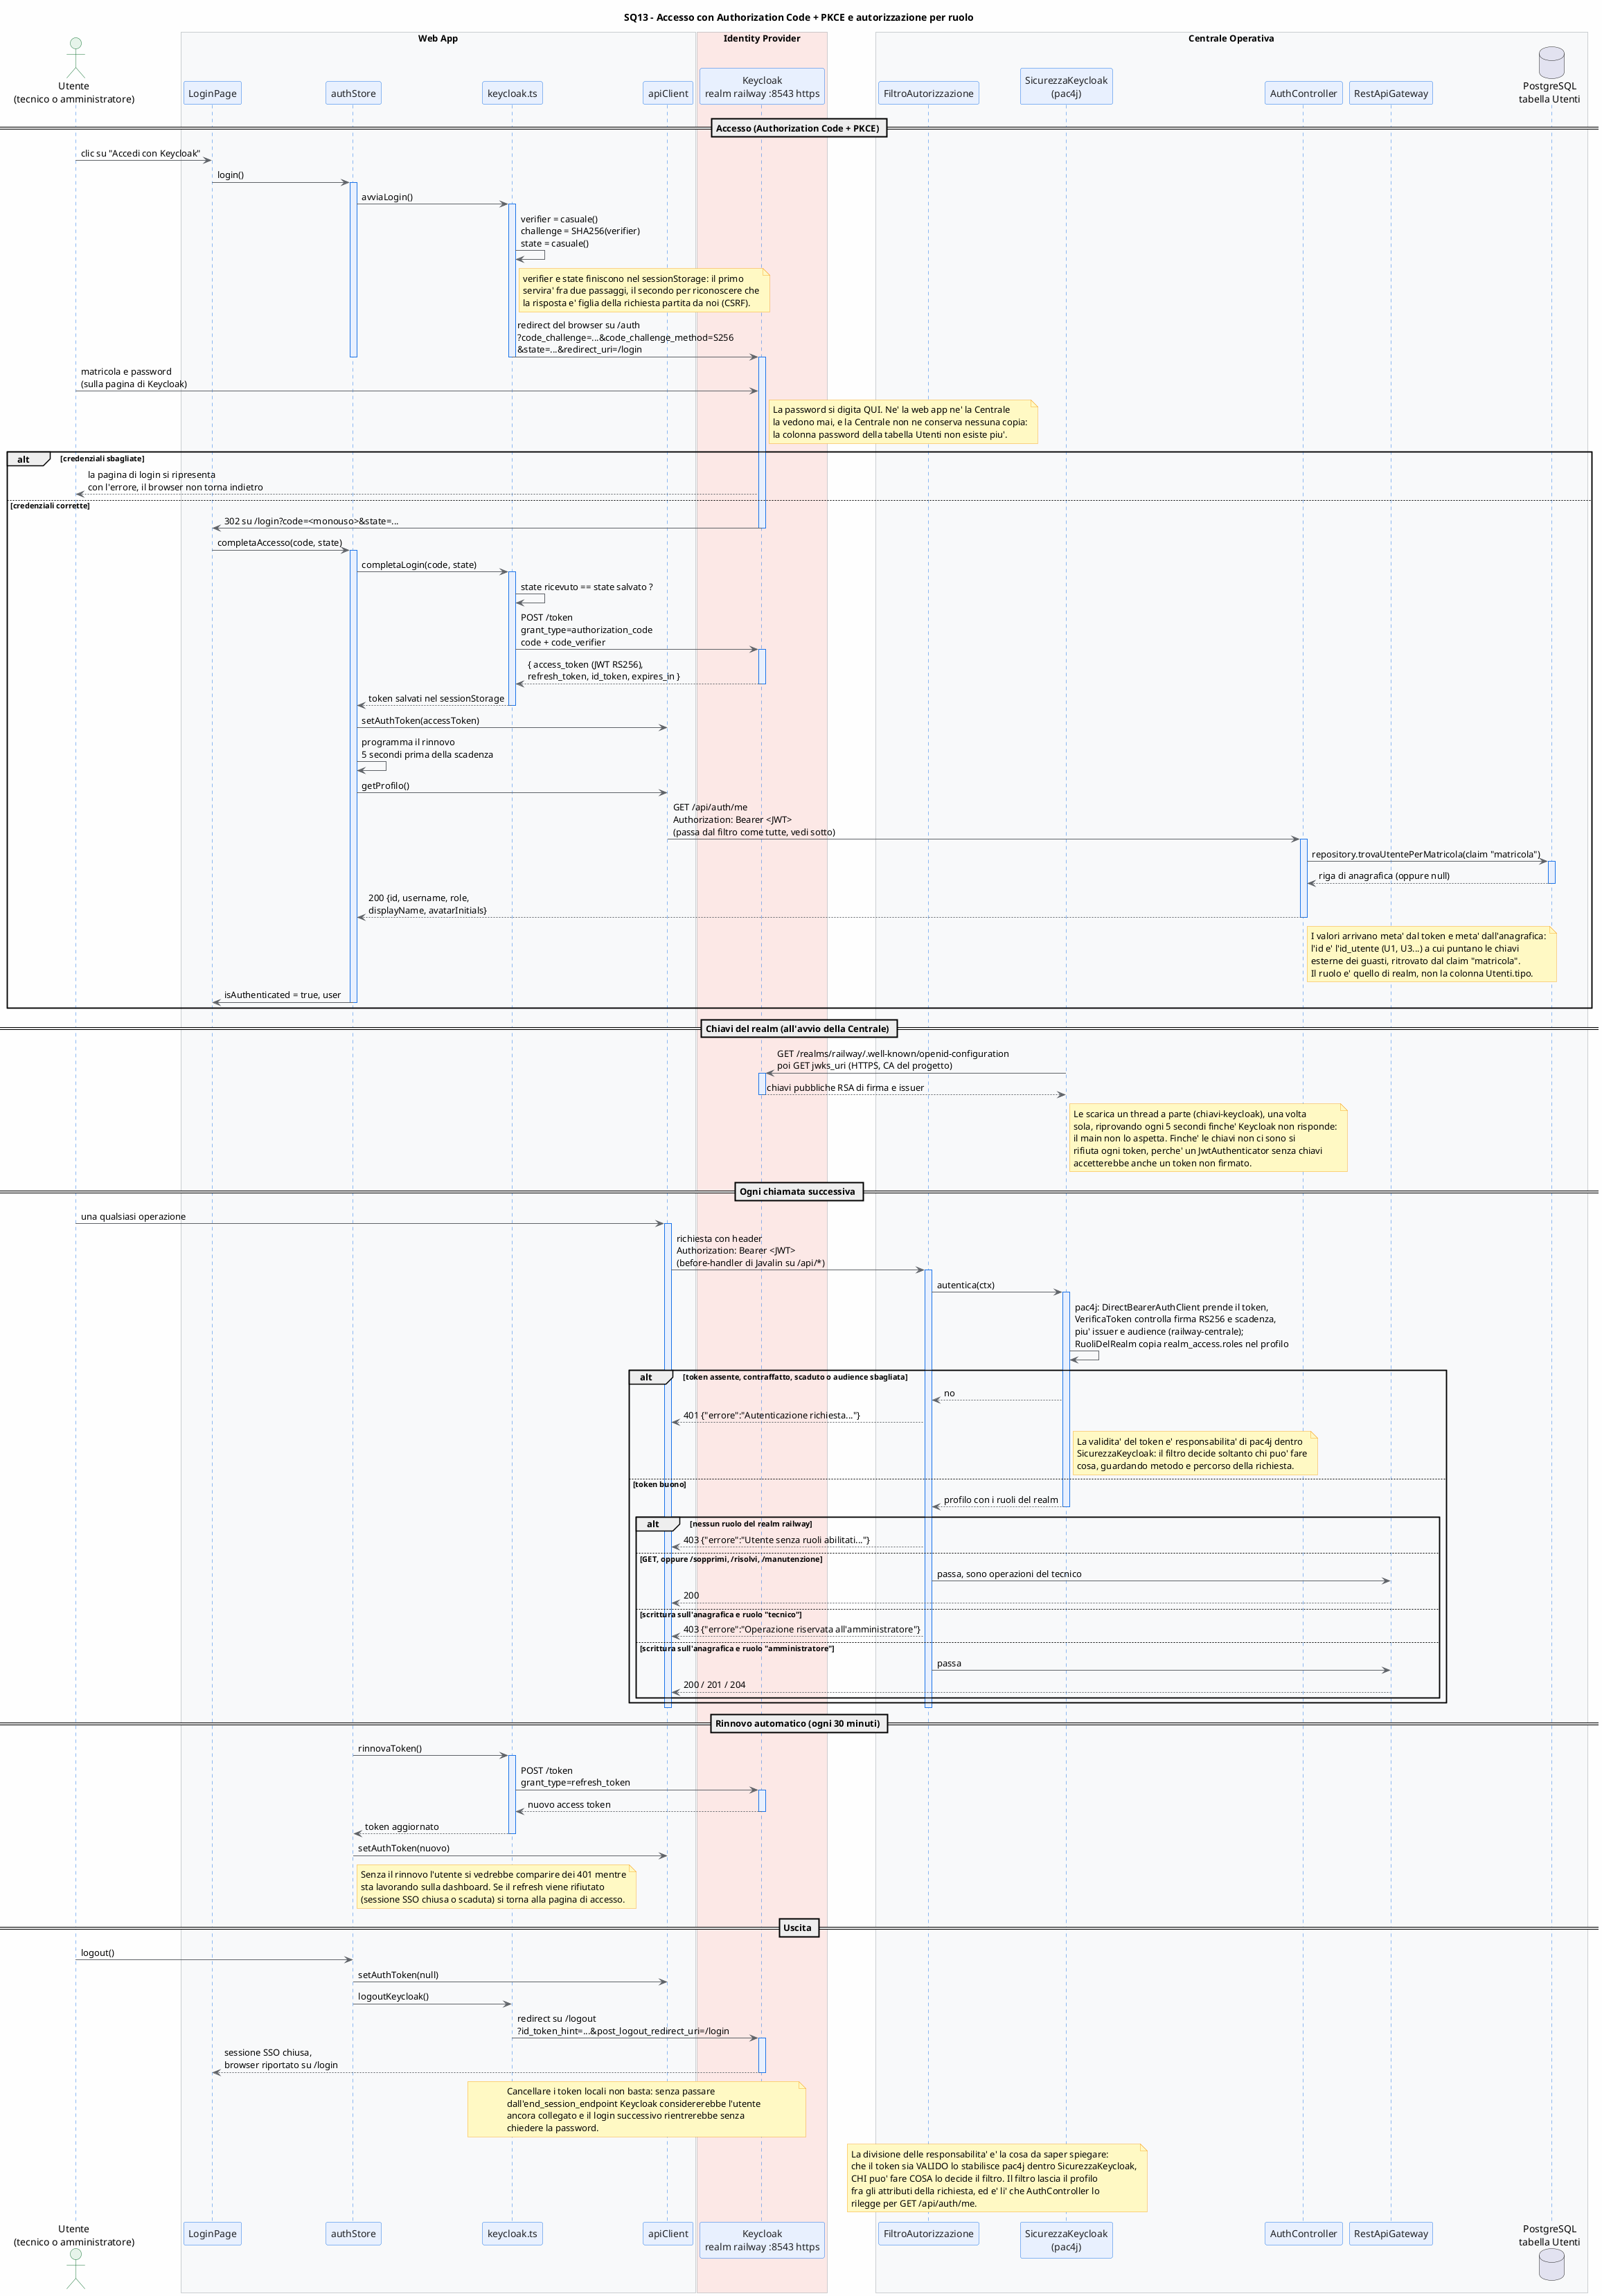 SQ13 - Accesso con Authorization Code + PKCE e autorizzazione per ruolo
Web App
Identity Provider
Centrale Operativa
Utente
(tecnico o amministratore)
LoginPage
authStore
keycloak.ts
apiClient
Keycloak
realm railway :8543 https
FiltroAutorizzazione
SicurezzaKeycloak
(pac4j)
AuthController
RestApiGateway
PostgreSQL
tabella Utenti
Accesso (Authorization Code + PKCE)
clic su "Accedi con Keycloak"
login()
avviaLogin()
verifier = casuale()
challenge = SHA256(verifier)
state = casuale()
verifier e state finiscono nel sessionStorage: il primo
servira' fra due passaggi, il secondo per riconoscere che
la risposta e' figlia della richiesta partita da noi (CSRF).
redirect del browser su /auth
?code_challenge=...&code_challenge_method=S256
&state=...&redirect_uri=/login
matricola e password
(sulla pagina di Keycloak)
La password si digita QUI. Ne' la web app ne' la Centrale
la vedono mai, e la Centrale non ne conserva nessuna copia:
la colonna password della tabella Utenti non esiste piu'.
alt
[credenziali sbagliate]
la pagina di login si ripresenta
con l'errore, il browser non torna indietro
[credenziali corrette]
302 su /login?code=<monouso>&state=...
completaAccesso(code, state)
completaLogin(code, state)
state ricevuto == state salvato ?
POST /token
grant_type=authorization_code
code + code_verifier
{ access_token (JWT RS256),
refresh_token, id_token, expires_in }
token salvati nel sessionStorage
setAuthToken(accessToken)
programma il rinnovo
5 secondi prima della scadenza
getProfilo()
GET /api/auth/me
Authorization: Bearer <JWT>
(passa dal filtro come tutte, vedi sotto)
repository.trovaUtentePerMatricola(claim "matricola")
riga di anagrafica (oppure null)
200 {id, username, role,
displayName, avatarInitials}
I valori arrivano meta' dal token e meta' dall'anagrafica:
l'id e' l'id_utente (U1, U3...) a cui puntano le chiavi
esterne dei guasti, ritrovato dal claim "matricola".
Il ruolo e' quello di realm, non la colonna Utenti.tipo.
isAuthenticated = true, user
Chiavi del realm (all'avvio della Centrale)
GET /realms/railway/.well-known/openid-configuration
poi GET jwks_uri (HTTPS, CA del progetto)
chiavi pubbliche RSA di firma e issuer
Le scarica un thread a parte (chiavi-keycloak), una volta
sola, riprovando ogni 5 secondi finche' Keycloak non risponde:
il main non lo aspetta. Finche' le chiavi non ci sono si
rifiuta ogni token, perche' un JwtAuthenticator senza chiavi
accetterebbe anche un token non firmato.
Ogni chiamata successiva
una qualsiasi operazione
richiesta con header
Authorization: Bearer <JWT>
(before-handler di Javalin su /api/*)
autentica(ctx)
pac4j: DirectBearerAuthClient prende il token,
VerificaToken controlla firma RS256 e scadenza,
piu' issuer e audience (railway-centrale);
RuoliDelRealm copia realm_access.roles nel profilo
alt
[token assente, contraffatto, scaduto o audience sbagliata]
no
401 {"errore":"Autenticazione richiesta..."}
La validita' del token e' responsabilita' di pac4j dentro
SicurezzaKeycloak: il filtro decide soltanto chi puo' fare
cosa, guardando metodo e percorso della richiesta.
[token buono]
profilo con i ruoli del realm
alt
[nessun ruolo del realm railway]
403 {"errore":"Utente senza ruoli abilitati..."}
[GET, oppure /sopprimi, /risolvi, /manutenzione]
passa, sono operazioni del tecnico
200
[scrittura sull'anagrafica e ruolo "tecnico"]
403 {"errore":"Operazione riservata all'amministratore"}
[scrittura sull'anagrafica e ruolo "amministratore"]
passa
200 / 201 / 204
Rinnovo automatico (ogni 30 minuti)
rinnovaToken()
POST /token
grant_type=refresh_token
nuovo access token
token aggiornato
setAuthToken(nuovo)
Senza il rinnovo l'utente si vedrebbe comparire dei 401 mentre
sta lavorando sulla dashboard. Se il refresh viene rifiutato
(sessione SSO chiusa o scaduta) si torna alla pagina di accesso.
Uscita
logout()
setAuthToken(null)
logoutKeycloak()
redirect su /logout
?id_token_hint=...&post_logout_redirect_uri=/login
sessione SSO chiusa,
browser riportato su /login
Cancellare i token locali non basta: senza passare
dall'end_session_endpoint Keycloak considererebbe l'utente
ancora collegato e il login successivo rientrerebbe senza
chiedere la password.
La divisione delle responsabilita' e' la cosa da saper spiegare:
che il token sia VALIDO lo stabilisce pac4j dentro SicurezzaKeycloak,
CHI puo' fare COSA lo decide il filtro. Il filtro lascia il profilo
fra gli attributi della richiesta, ed e' li' che AuthController lo
rilegge per GET /api/auth/me.
Utente
(tecnico o amministratore)
LoginPage
authStore
keycloak.ts
apiClient
Keycloak
realm railway :8543 https
FiltroAutorizzazione
SicurezzaKeycloak
(pac4j)
AuthController
RestApiGateway
PostgreSQL
tabella Utenti